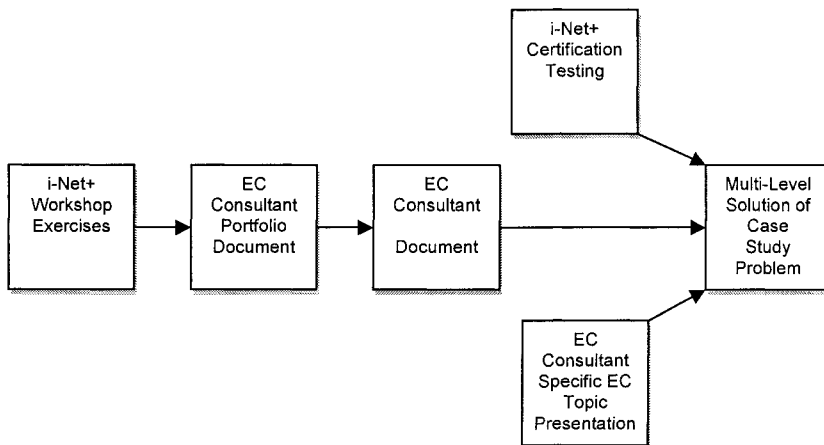 i-Net+
Certification
Testing
i-Net+
Workshop
Exercises
EC
Consultant
Portfolio
Document
EC
Consultant
Document
Multi-Level
Solution of
Case
Study
Problem
EC
Consultant
Specific EC
Topic
Presentation